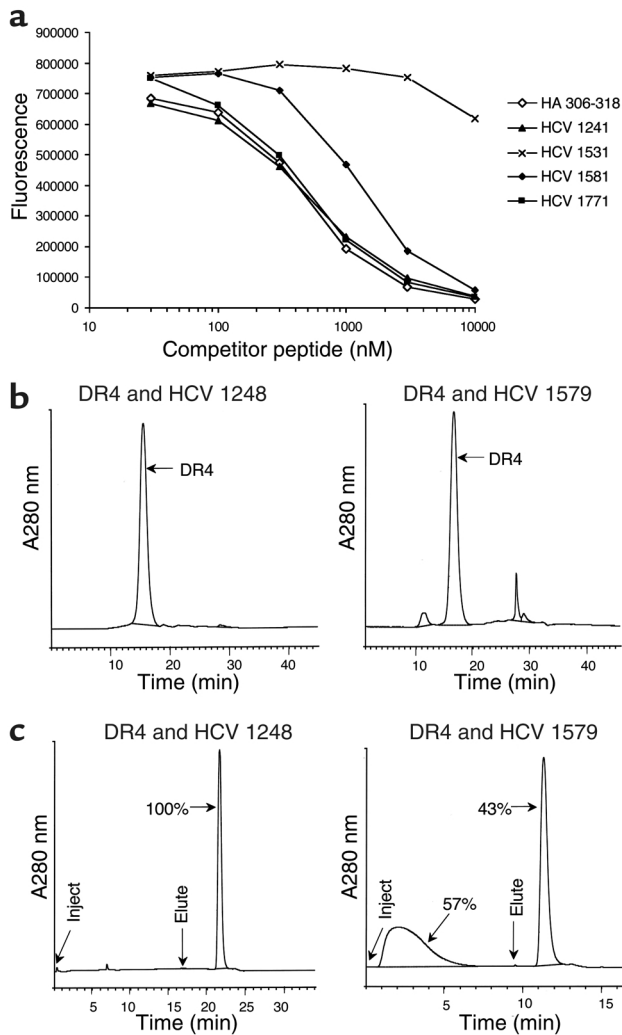 a
900000
800000
700000
600000
500000
400000
300000
200000
100000
0
Fluorescence
10 100 1000 10000
Competitor peptide (nM)
HA 306-318
HCV 1241
HCV 1531
HCV 1581
HCV 1771
b
DR4 and HCV 1248
A280 nm
DR4
10 20 30 40
Time (min)
DR4 and HCV 1579
A280 nm
DR4
10 20 30 40
Time (min)
c
DR4 and HCV 1248
A280 nm
100%
Inject
Elute
5 10 15 20 25 30
Time (min)
DR4 and HCV 1579
A280 nm
43%
57%
Inject
Elute
5 10 15
Time (min)